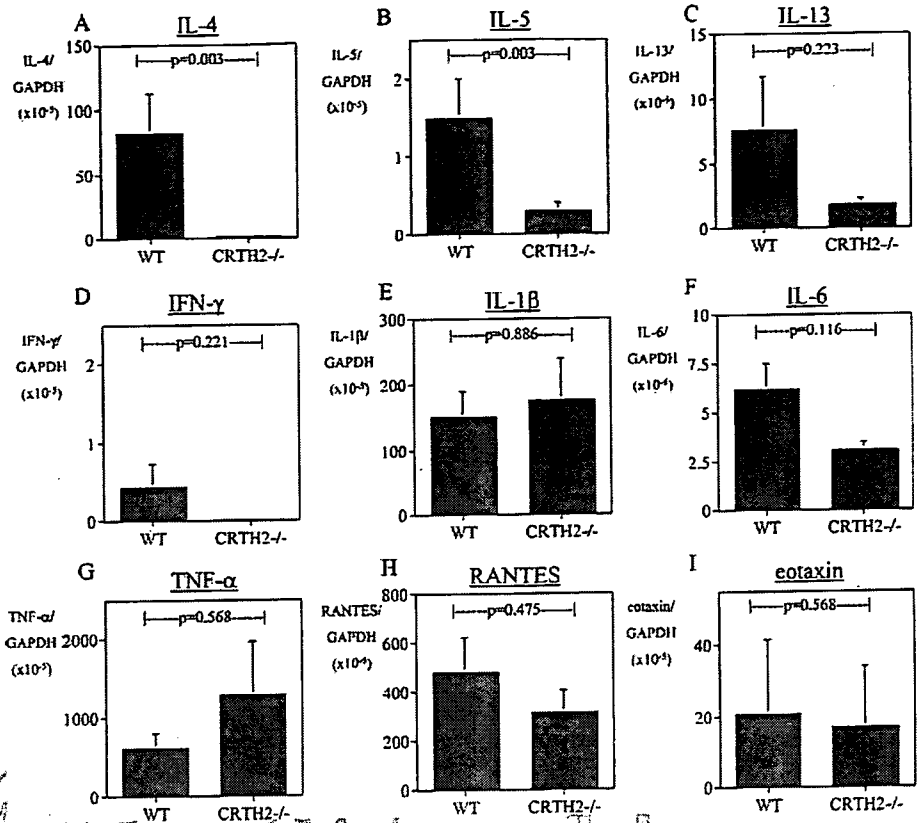 A
IL-4
IL-4/
GAPDH
(x10⁻⁵)
150
100
50
0
├──p=0.003──┤
WT
CRTH2-/-
B
IL-5
IL-5/
GAPDH
(x10⁻⁵)
2
1
0
├──p=0.003──┤
WT
CRTH2-/-
C
IL-13
IL-13/
GAPDH
15
10
5
0
├──p=0.223──┤
WT
CRTH2-/-
D
IFN-γ
IFN-γ/
GAPDH
(x10⁻⁵)
2
1
0
├──p=0.221──┤
WT
CRTH2-/-
E
IL-1β
IL-1β/
GAPDH
(x10⁻⁵)
300
200
100
0
├──p=0.886──┤
WT
CRTH2-/-
F
IL-6
IL-6/
GAPDH
10
7.5
5
2.5
0
├──p=0.116──┤
WT
CRTH2-/-
G
TNF-α
TNF-α/
GAPDH
(x10⁻⁵)
2000
1000
0
├──p=0.568──┤
WT
CRTH2-/-
H
RANTES
RANTES/
GAPDH
800
600
400
200
0
├──p=0.475──┤
WT
CRTH2-/-
I
eotaxin
eotaxin/
GAPDH
(x10⁻⁵)
40
20
0
├──p=0.568──┤
WT
CRTH2-/-